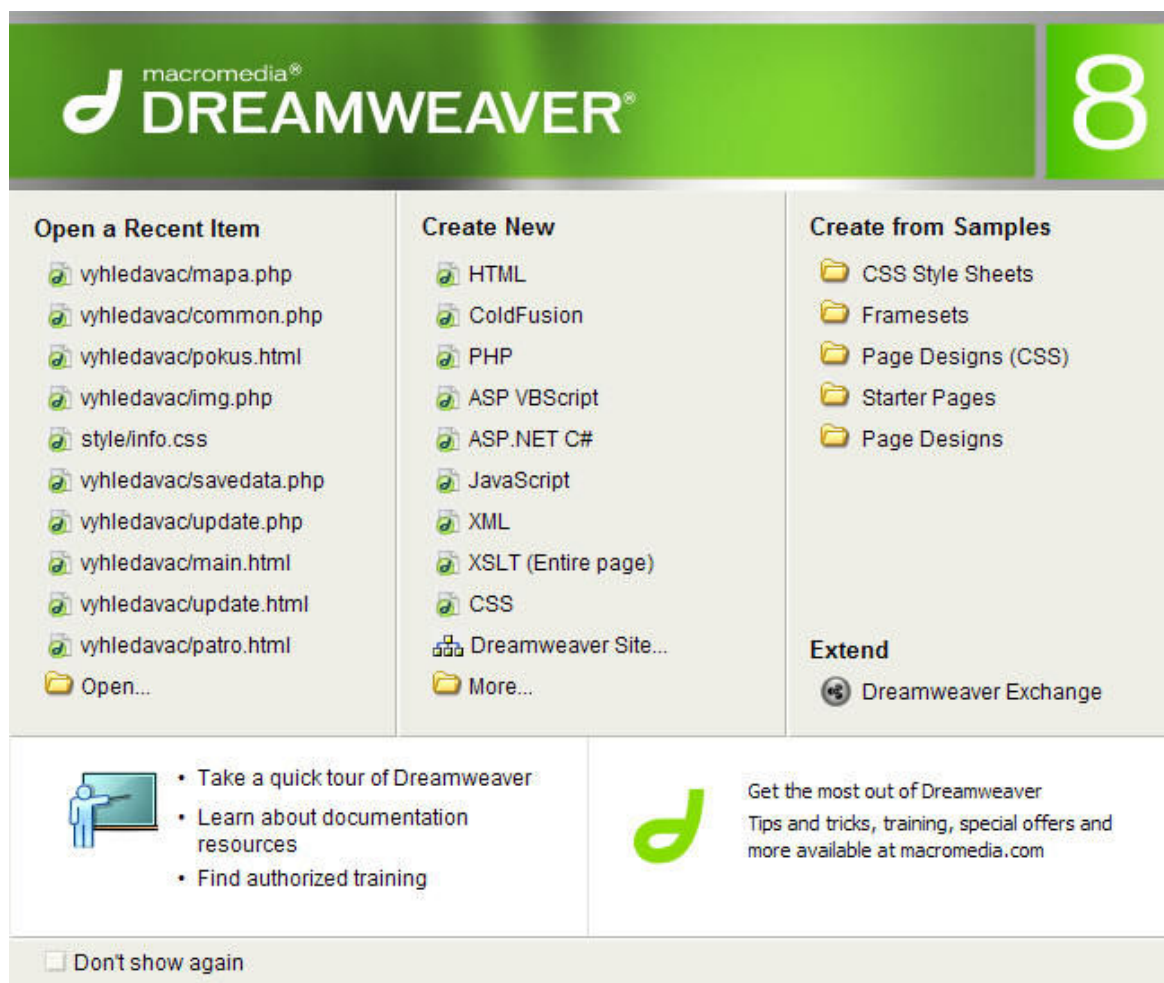 macromedia®
DREAMWEAVER®
8
Open a Recent Item
vyhledavac/mapa.php
vyhledavac/common.php
vyhledavac/pokus.html
vyhledavac/img.php
style/info.css
vyhledavac/savedata.php
vyhledavac/update.php
vyhledavac/main.html
vyhledavac/update.html
vyhledavac/patro.html
Open...
Create New
HTML
ColdFusion
PHP
ASP VBScript
ASP.NET C#
JavaScript
XML
XSLT (Entire page)
CSS
Dreamweaver Site...
More...
Create from Samples
CSS Style Sheets
Framesets
Page Designs (CSS)
Starter Pages
Page Designs
Extend
Dreamweaver Exchange
• Take a quick tour of Dreamweaver
• Learn about documentation
resources
• Find authorized training
Get the most out of Dreamweaver
Tips and tricks, training, special offers and
more available at macromedia.com
Don't show again